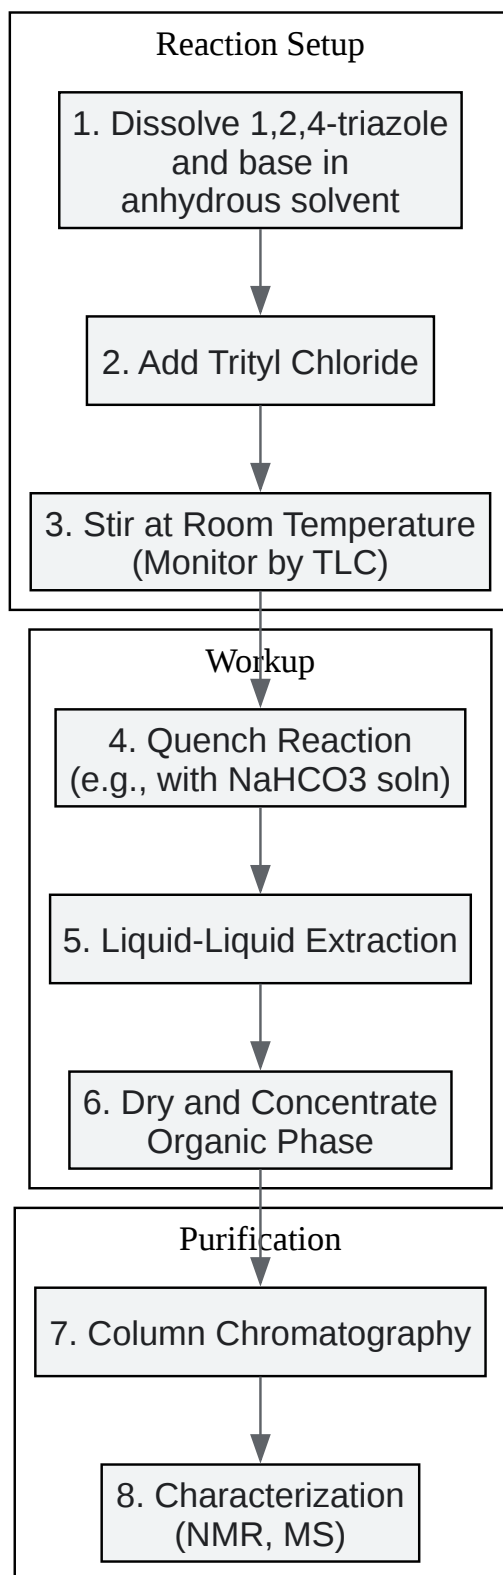 Reaction Setup
1. Dissolve 1,2,4-triazole
and base in
anhydrous solvent
2. Add Trityl Chloride
3. Stir at Room Temperature
(Monitor by TLC)
Workup
4. Quench Reaction
(e.g., with NaHCO3 soln)
5. Liquid-Liquid Extraction
6. Dry and Concentrate
Organic Phase
Purification
7. Column Chromatography
8. Characterization
(NMR, MS)